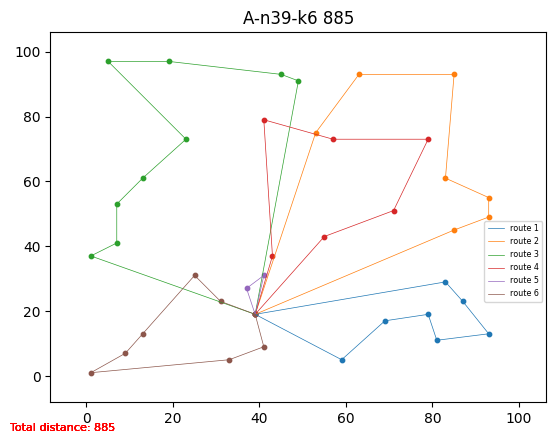 A-n39-k6 885
100
80
60
40
20
0
route 1
route 2
route 3
route 4
route 5
route 6
0 20 40 60 80 100
Total distance: 885